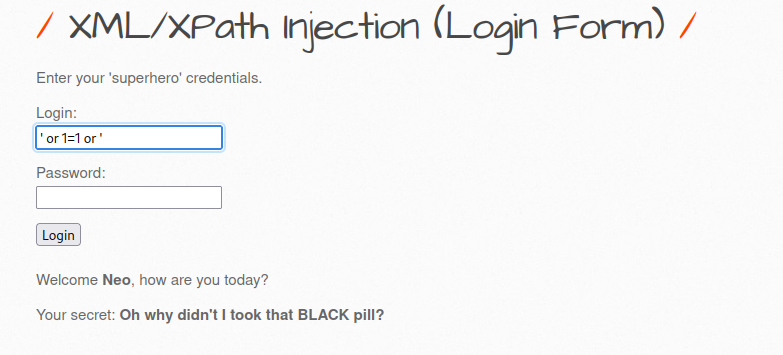 / XML/XPath Injection (Login Form) /
Enter your 'superhero' credentials.
Login:
' or 1=1 or '
Password:
Login
Welcome Neo, how are you today?
Your secret: Oh why didn't I took that BLACK pill?